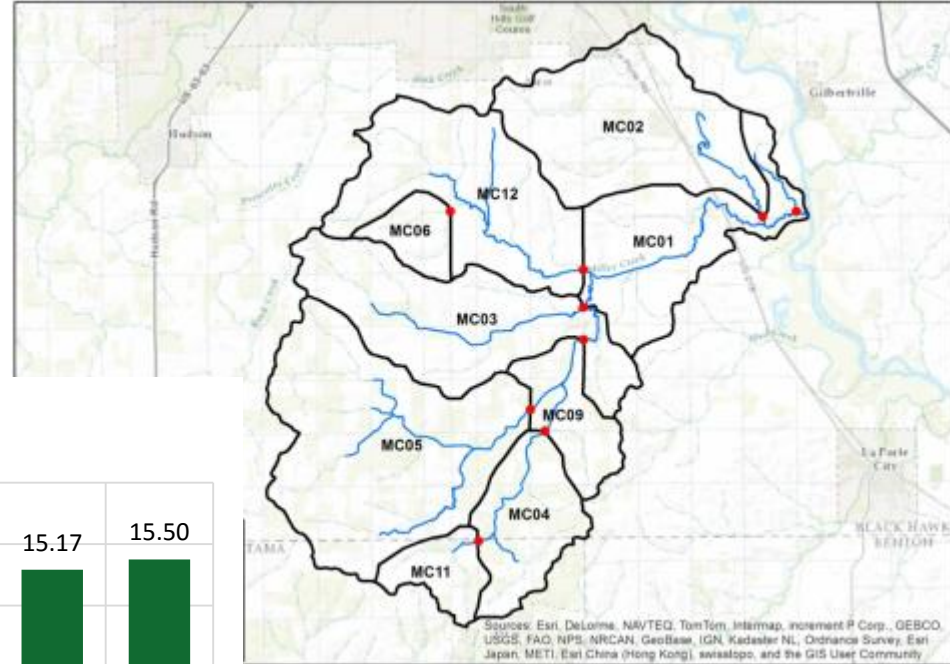 South
Hills Golf
Course
Gilbertville
Hudson
MC02
MC12
MC06
MC01
Miller Creek
MC03
MC09
MC05
La Porte
City
MC04
BLACK HAWK
BENTON
TAMA
MC11
15.17
15.50
Sources: Esri, DeLorme, NAVTEQ, TomTom, Intermap, increment P Corp., GEBCO,
USGS, FAO, NPS, NRCAN, GeoBase, IGN, Kadaster NL, Ordnance Survey, Esri
Japan, METI, Esri China (Hong Kong), swisstopo, and the GIS User Community